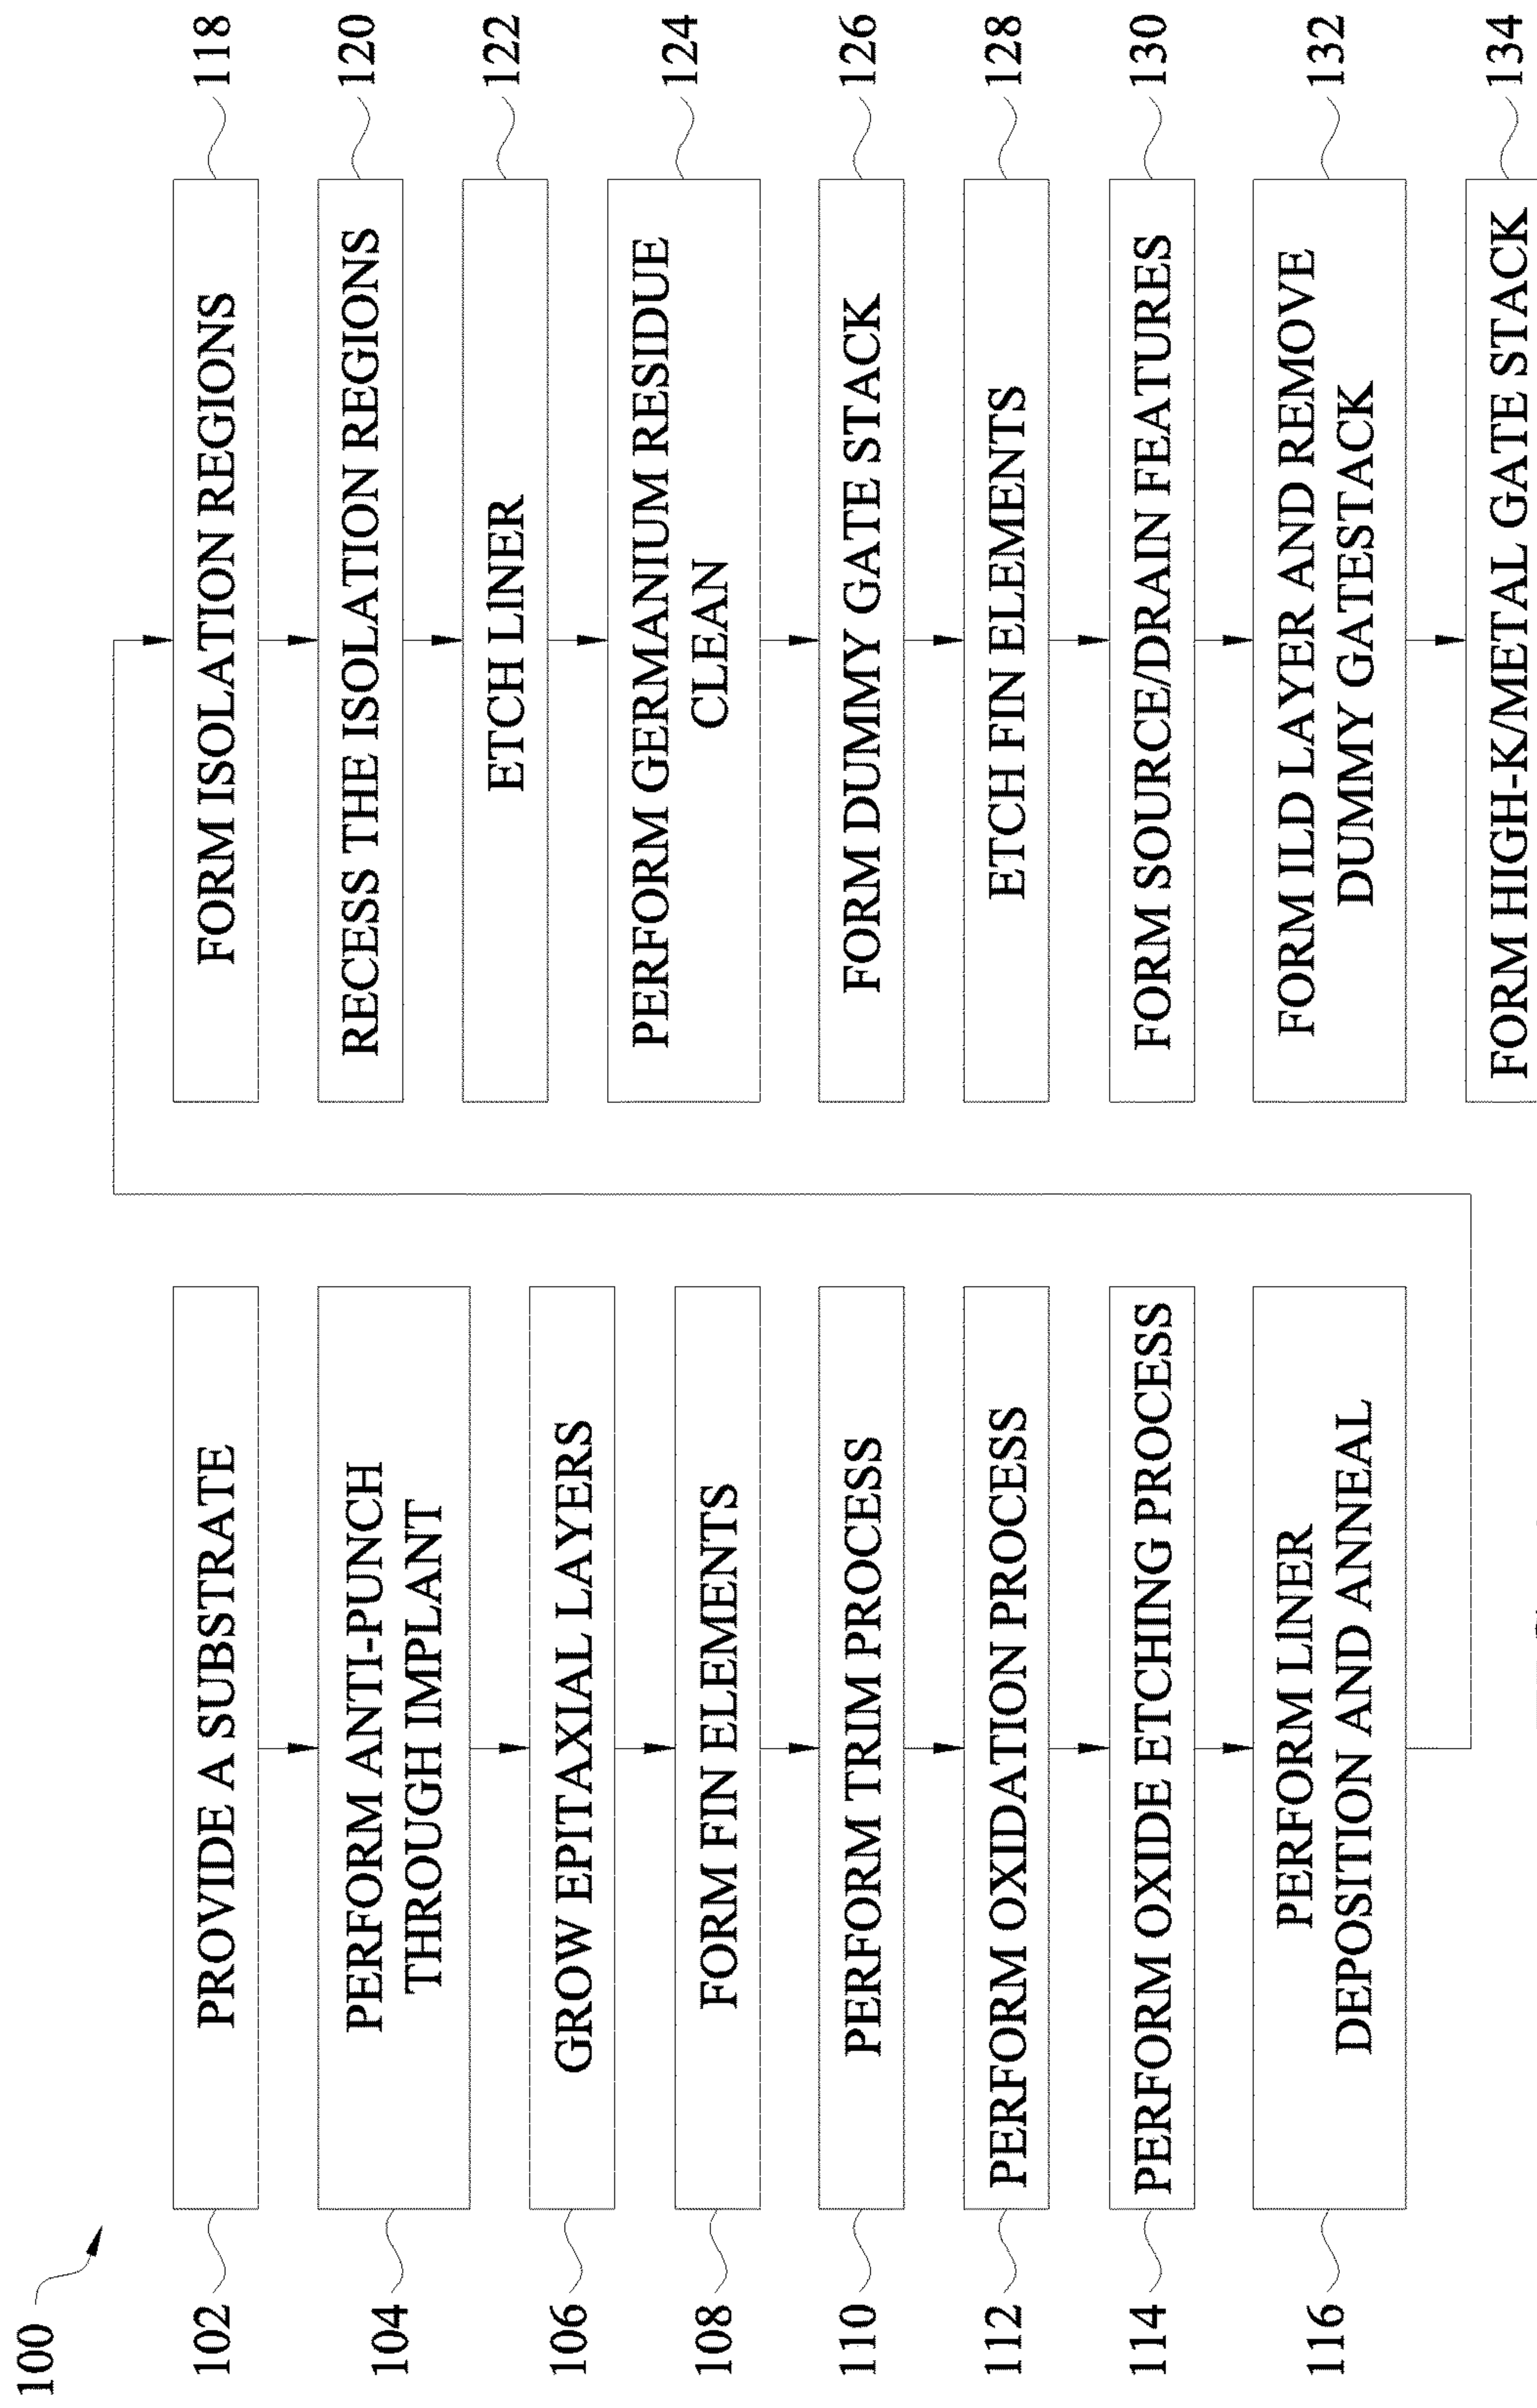 100
102
PROVIDE A SUBSTRATE
104
PERFORM ANTI-PUNCH
THROUGH IMPLANT
106
GROW EPITAXIAL LAYERS
108
FORM FIN ELEMENTS
110
PERFORM TRIM PROCESS
112
PERFORM OXIDATION PROCESS
114
PERFORM OXIDE ETCHING PROCESS
116
PERFORM LINER
DEPOSITION AND ANNEAL
FORM ISOLATION REGIONS
118
RECESS THE ISOLATION REGIONS
120
ETCH LINER
122
PERFORM GERMANIUM RESIDUE
CLEAN
124
FORM DUMMY GATE STACK
126
ETCH FIN ELEMENTS
128
FORM SOURCE/DRAIN FEATURES
130
FORM ILD LAYER AND REMOVE
DUMMY GATESTACK
132
FORM HIGH-K/METAL GATE STACK
134